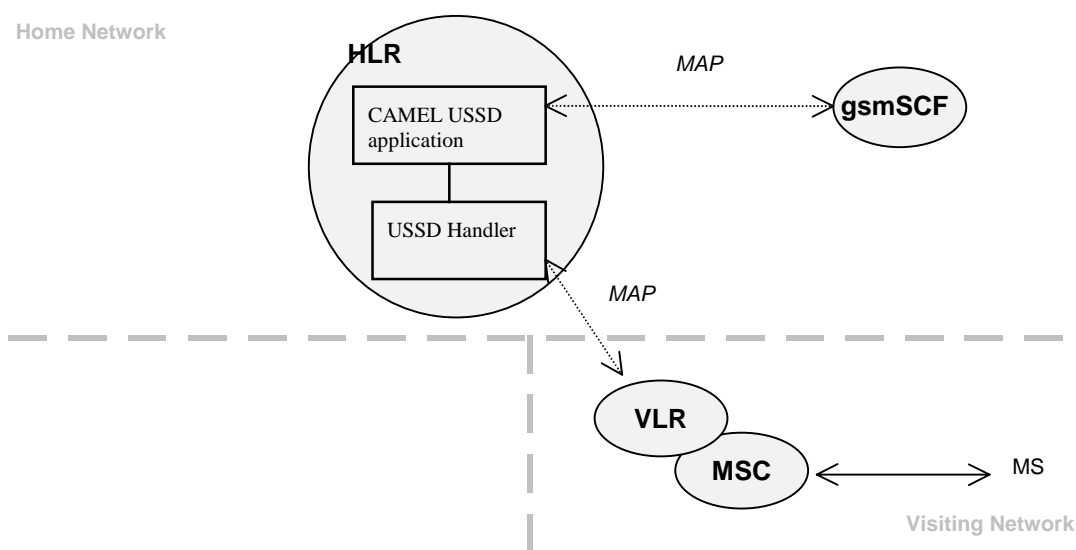 Home Network
HLR
MAP
CAMEL USSD
application
gsmSCF
USSD Handler
MAP
VLR
MSC
MS
Visiting Network